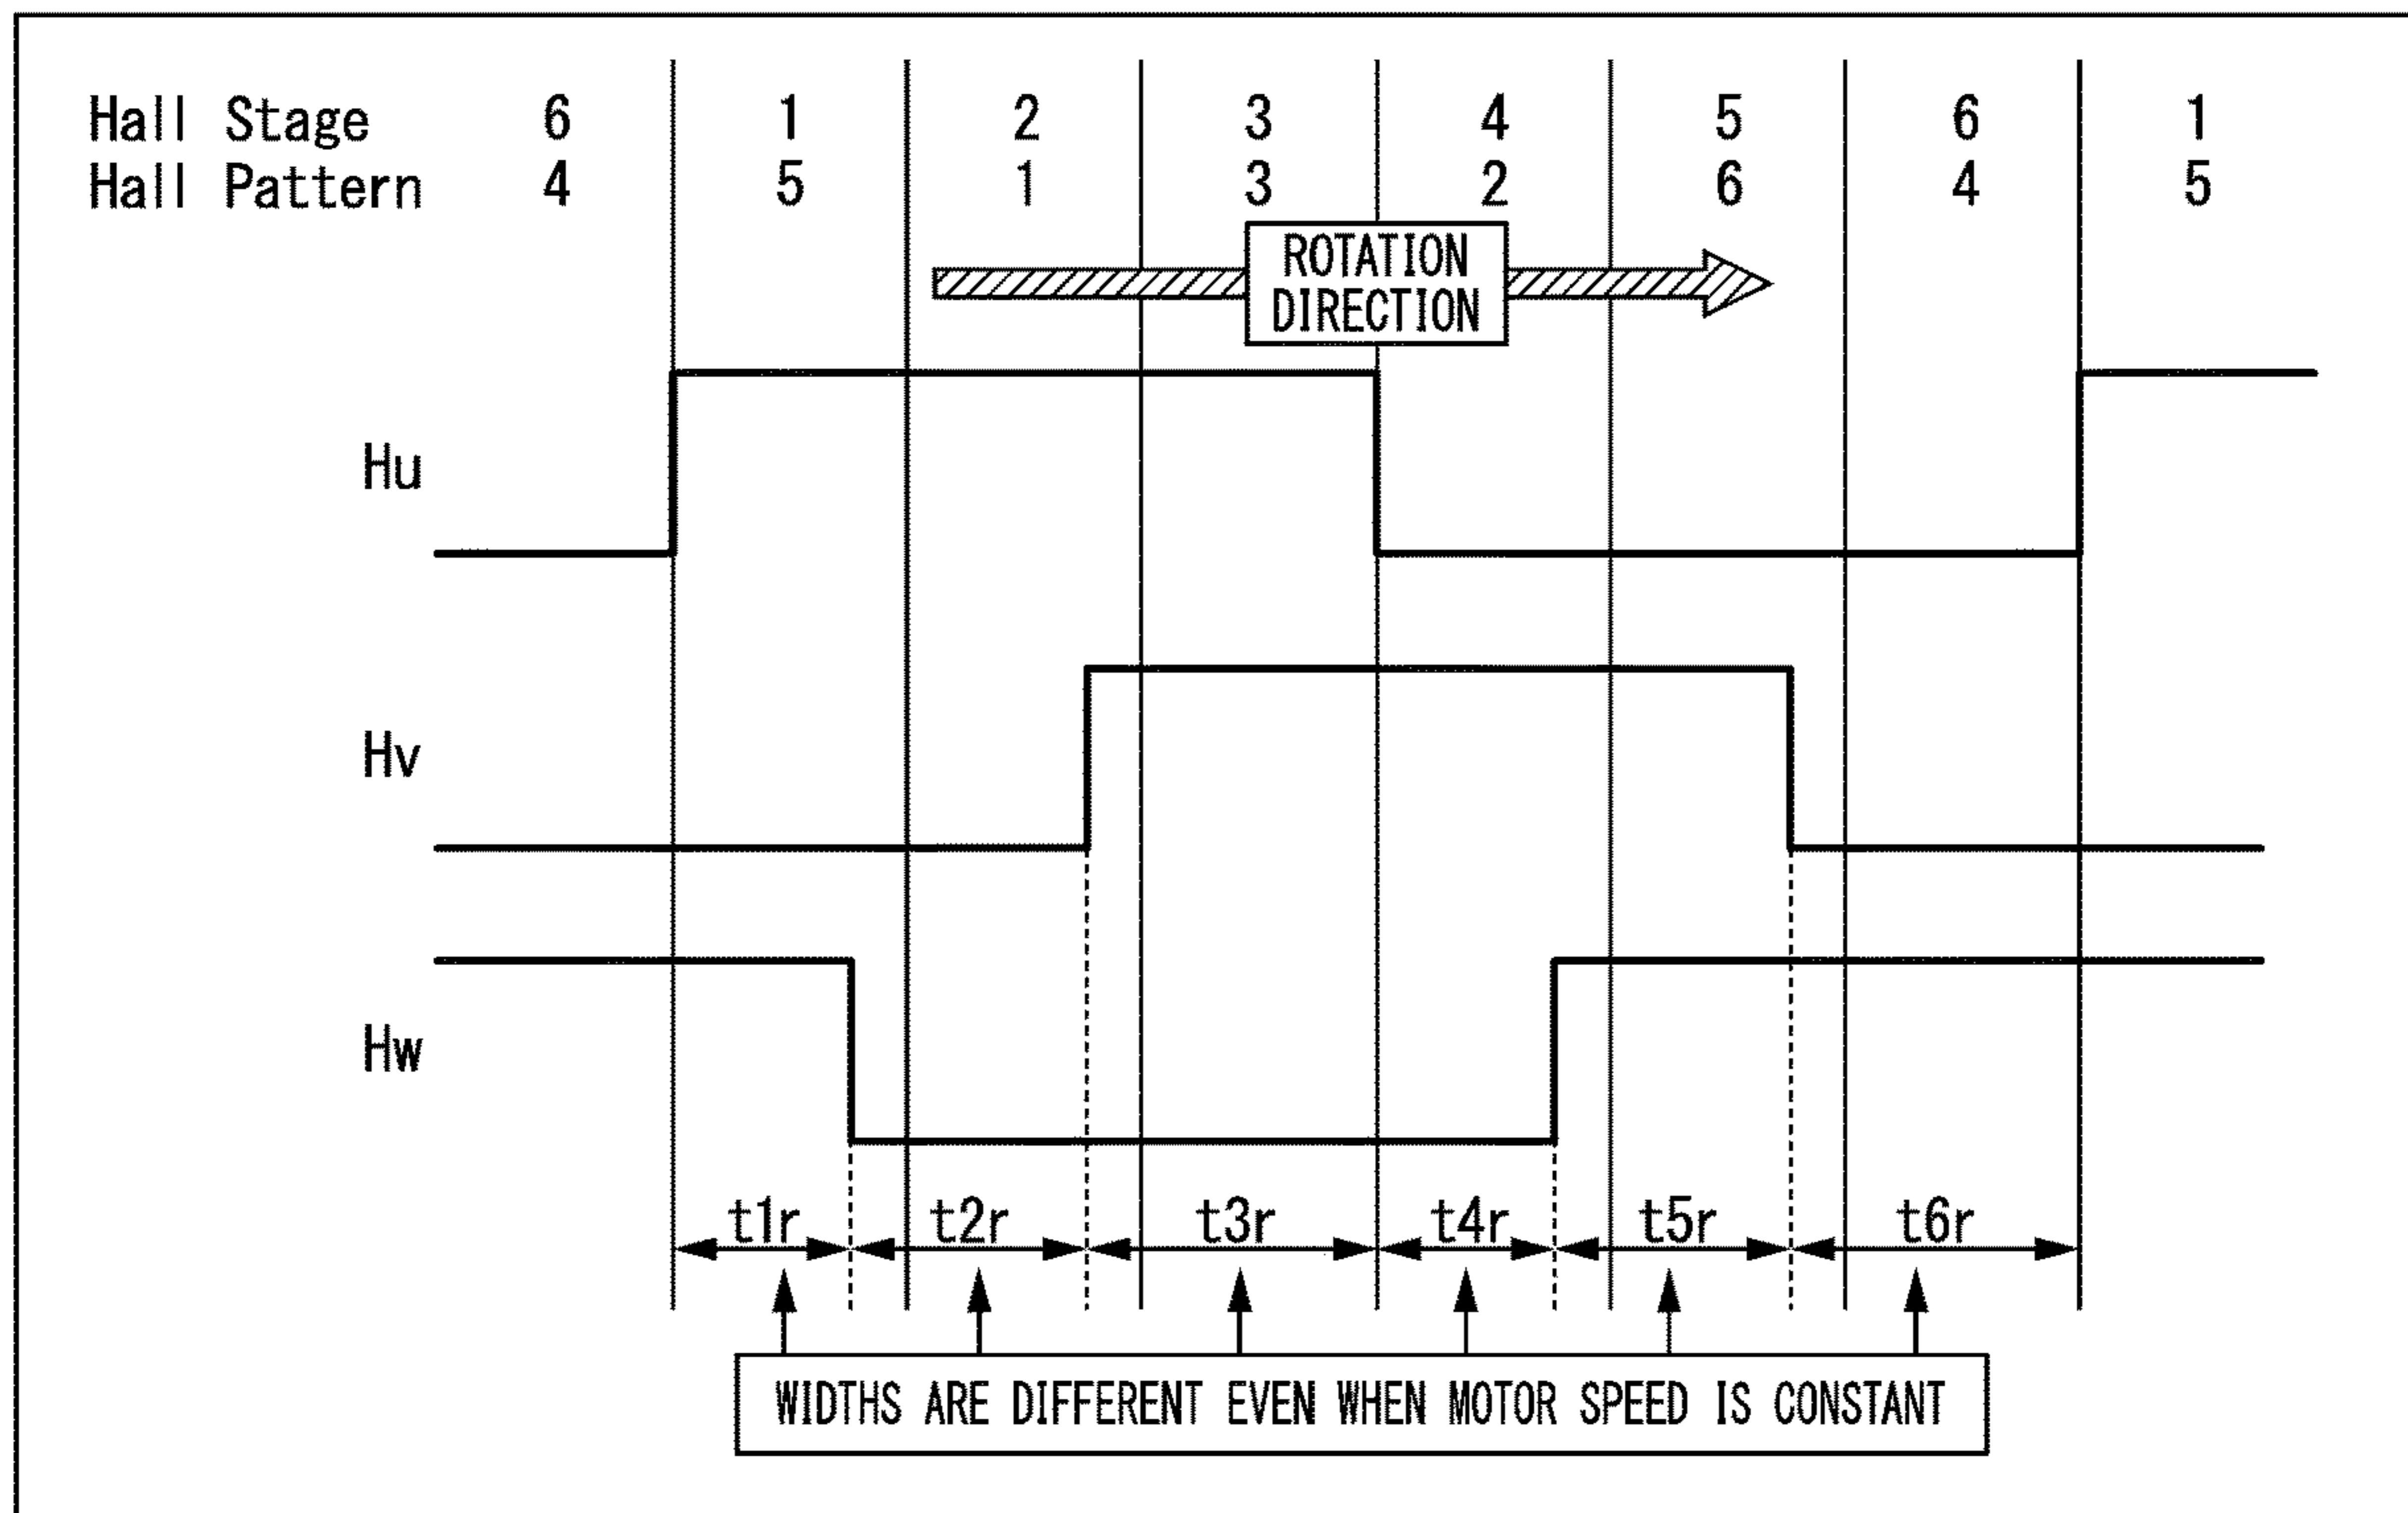 Hall Stage 6 1 2 3 4 5 6 1
Hall Pattern 4 5 1 3 2 6 4 5
ROTATION
DIRECTION
Hu
Hv
Hw
t1r t2r t3r t4r t5r t6r
WIDTHS ARE DIFFERENT EVEN WHEN MOTOR SPEED IS CONSTANT